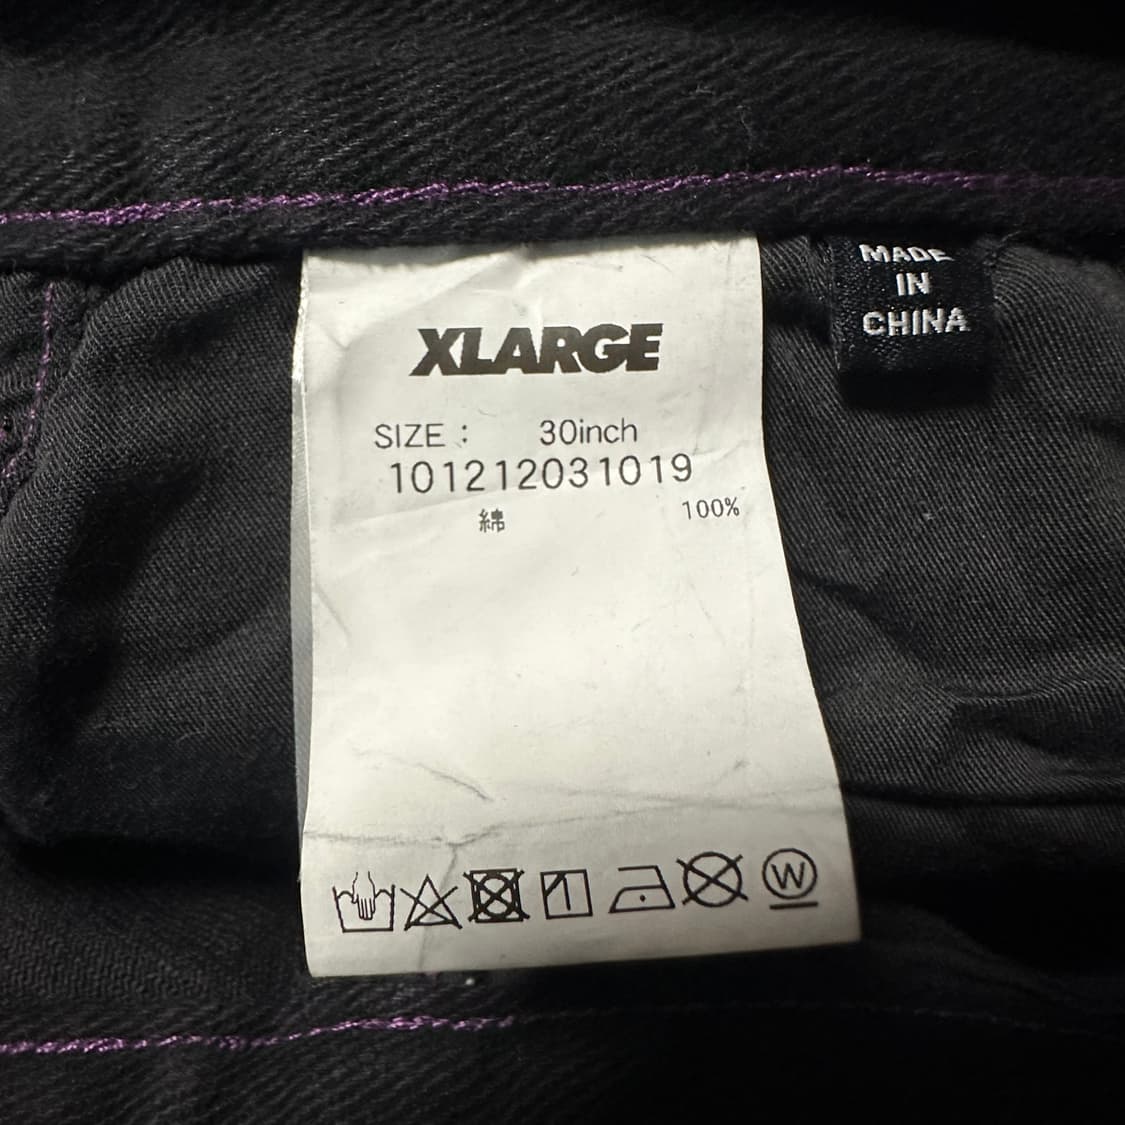 XLARGE
SIZE : 30inch
101212031019
綿 100%
W
MADE
IN
CHINA